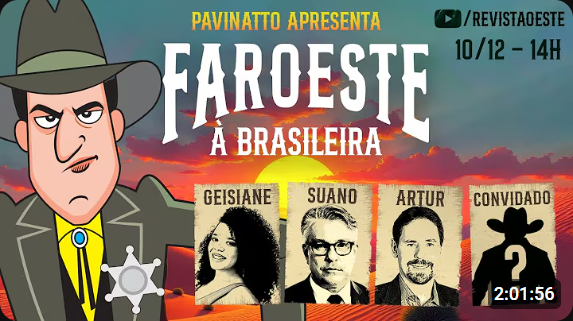 PAVINATTO APRESENTA
/REVISTAOESTE
10/12 – 14H
FAROESTE
À BRASILEIRA
GEISIANE
SUANO
ARTUR
CONVIDADO
?
2:01:56